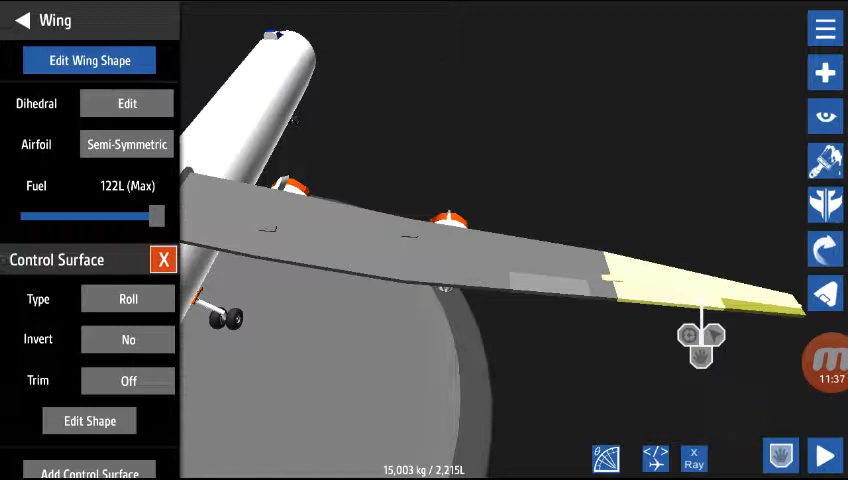 Wing
Edit Wing Shape
Dihedral Edit
Airfoil Semi-Symmetric
Fuel 122L (Max)
Control Surface X
Type Roll
Invert No
Trim Off
Edit Shape
Add Control Surface
15,003 kg / 2,215L
θ
</>
X
Ray
11:37